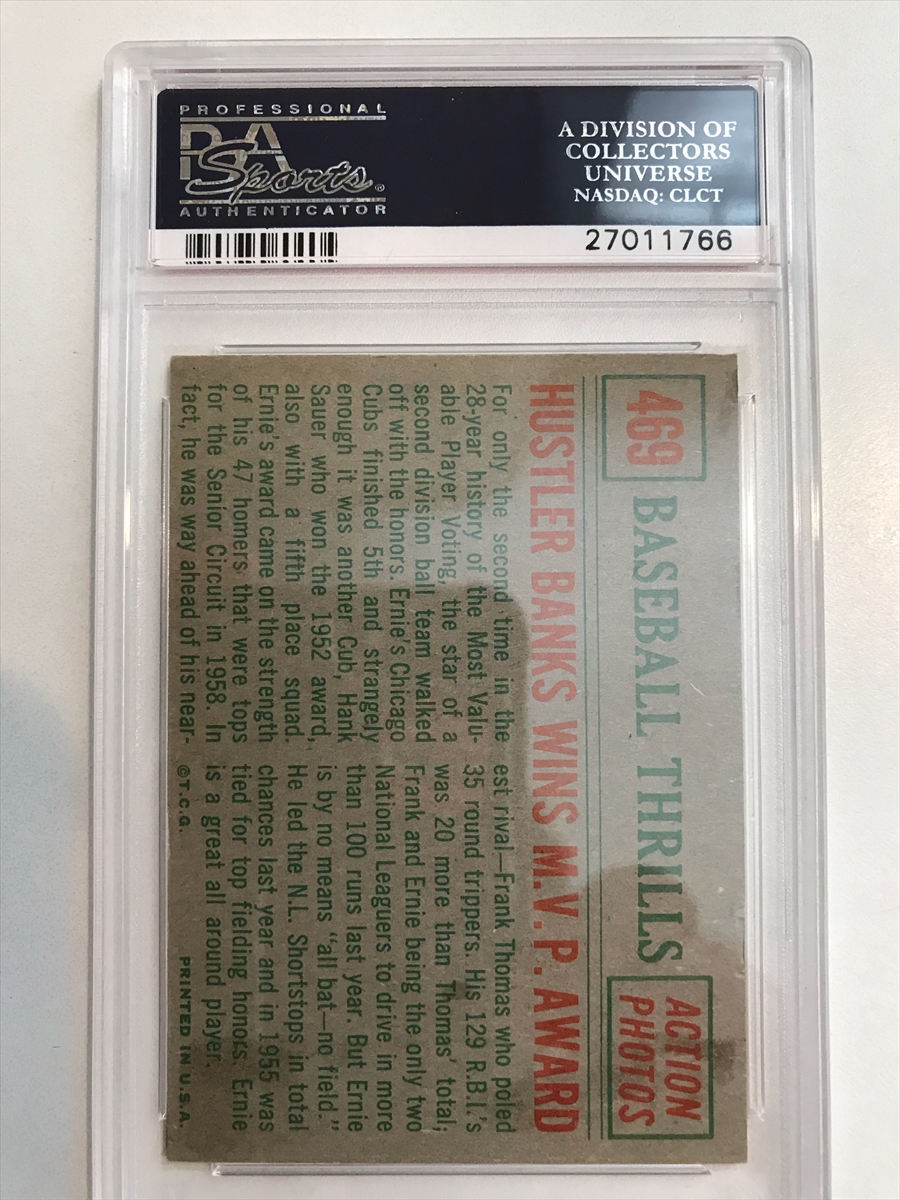 PROFESSIONAL
PSA
Sports®
AUTHENTICATOR
A DIVISION OF
COLLECTORS
UNIVERSE
NASDAQ: CLCT
27011766
469
BASEBALL THRILLS
ACTION
PHOTOS
HUSTLER BANKS WINS M.V.P. AWARD
For only the second time in the
28-year history of the Most Valu-
able Player Voting, the star of a
second division ball team walked
off with the honors. Ernie's Chicago
Cubs finished 5th and strangely
enough it was another Cub, Hank
Sauer who won the 1952 award,
also with a fifth place squad.
Ernie's award came on the strength
of his 47 homers that were tops
for the Senior Circuit in 1958. In
fact, he was way ahead of his near-
est rival—Frank Thomas who poled
35 round trippers. His 129 R.B.I.'s
was 20 more than Thomas' total;
Frank and Ernie being the only two
National Leaguers to drive in more
than 100 runs last year. But Ernie
is by no means "all bat—no field."
He led the N.L. Shortstops in total
chances last year and in 1955 was
tied for top fielding honors. Ernie
is a great all around player.
©T.C.G.
PRINTED IN U.S.A.